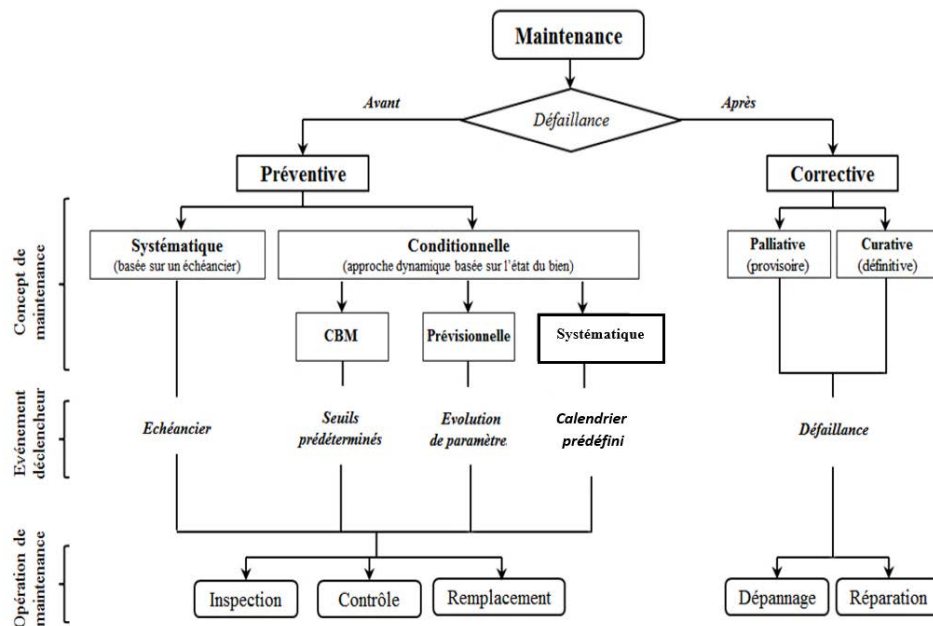 Maintenance
Avant
Après
Défaillance
Préventive
Corrective
Concept de
maintenance
Systématique
(basée sur un échéancier)
Conditionnelle
(approche dynamique basée sur l'état du bien)
Palliative
(provisoire)
Curative
(définitive)
CBM
Prévisionnelle
Systématique
Evénement
déclencheur
Echéancier
Seuils
prédéterminés
Evolution
de paramètre
Calendrier
prédéfini
Défaillance
Opération de
maintenance
Inspection
Contrôle
Remplacement
Dépannage
Réparation